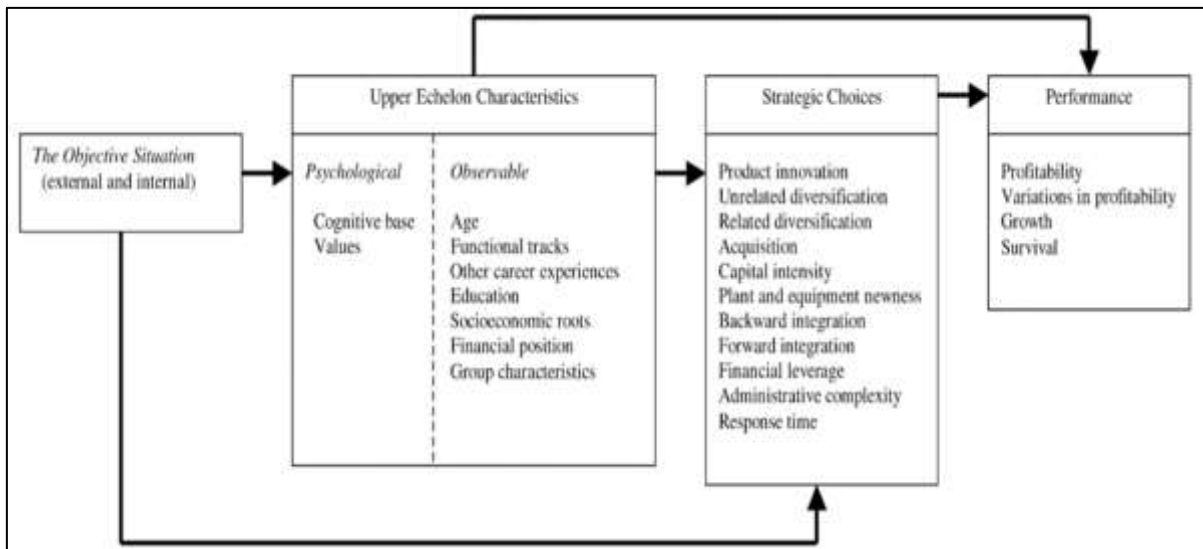 The Objective Situation
(external and internal)
Upper Echelon Characteristics
Psychological
Cognitive base
Values
Observable
Age
Functional tracks
Other career experiences
Education
Socioeconomic roots
Financial position
Group characteristics
Strategic Choices
Product innovation
Unrelated diversification
Related diversification
Acquisition
Capital intensity
Plant and equipment newness
Backward integration
Forward integration
Financial leverage
Administrative complexity
Response time
Performance
Profitability
Variations in profitability
Growth
Survival